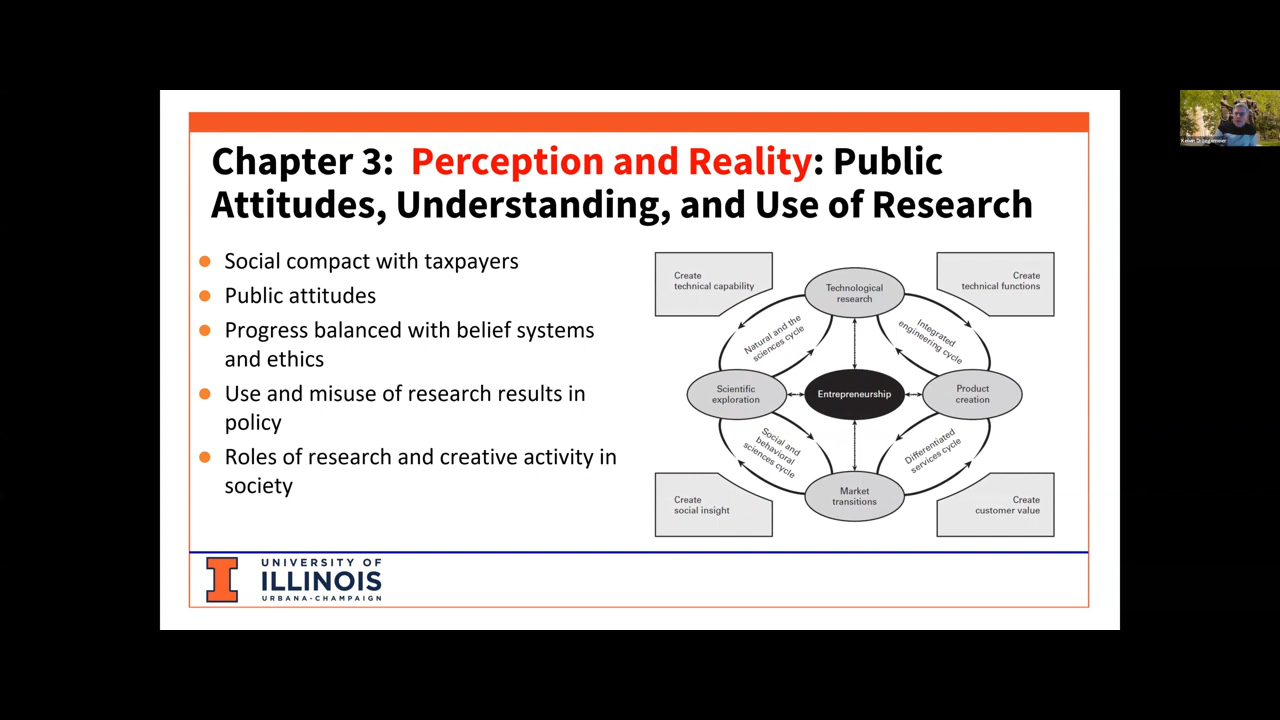 Chapter 3: Perception and Reality: Public
Attitudes, Understanding, and Use of Research
Social compact with taxpayers
Public attitudes
Progress balanced with belief systems
and ethics
Use and misuse of research results in
policy
Roles of research and creative activity in
society
Create
technical capability
Technological
research
Create
technical functions
Natural and the
sciences cycle
Integrated
engineering cycle
Scientific
exploration
Entrepreneurship
Product
creation
Social and
behavioral
sciences cycle
Differentiated
services cycle
Create
social insight
Market
transitions
Create
customer value
I
UNIVERSITY OF
ILLINOIS
URBANA-CHAMPAIGN
Kelvin Droegemeier